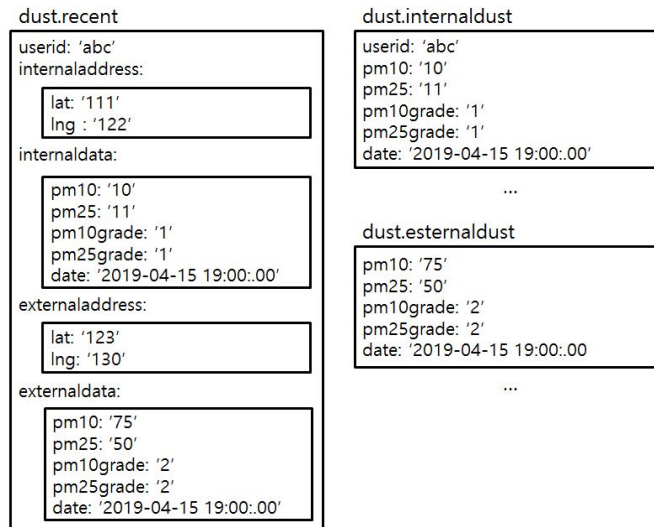 dust.recent
userid: 'abc'
internaladdress:
lat: '111'
lng : '122'
internaldata:
pm10: '10'
pm25: '11'
pm10grade: '1'
pm25grade: '1'
date: '2019-04-15 19:00:.00'
externaladdress:
lat: '123'
lng: '130'
externaldata:
pm10: '75'
pm25: '50'
pm10grade: '2'
pm25grade: '2'
date: '2019-04-15 19:00:.00'
dust.internaldust
userid: 'abc'
pm10: '10'
pm25: '11'
pm10grade: '1'
pm25grade: '1'
date: '2019-04-15 19:00:.00'
...
dust.esternaldust
pm10: '75'
pm25: '50'
pm10grade: '2'
pm25grade: '2'
date: '2019-04-15 19:00:.00
...